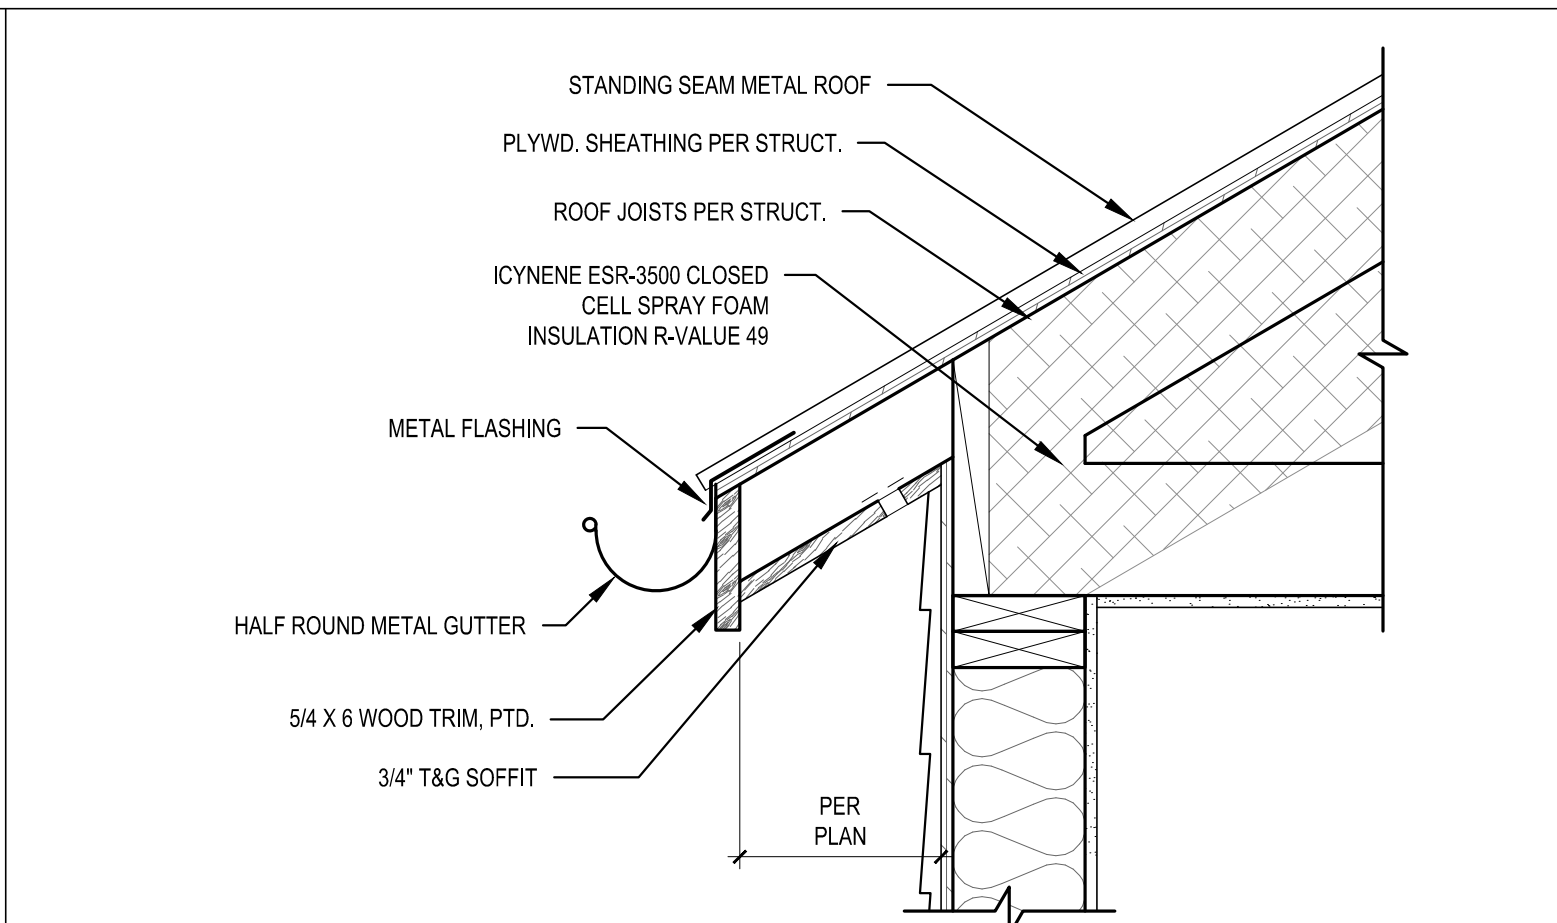 STANDING SEAM METAL ROOF
PLYWD. SHEATHING PER STRUCT.
ROOF JOISTS PER STRUCT.
ICYNENE ESR-3500 CLOSED
CELL SPRAY FOAM
INSULATION R-VALUE 49
METAL FLASHING
HALF ROUND METAL GUTTER
5/4 X 6 WOOD TRIM, PTD.
3/4" T&G SOFFIT
PER
PLAN